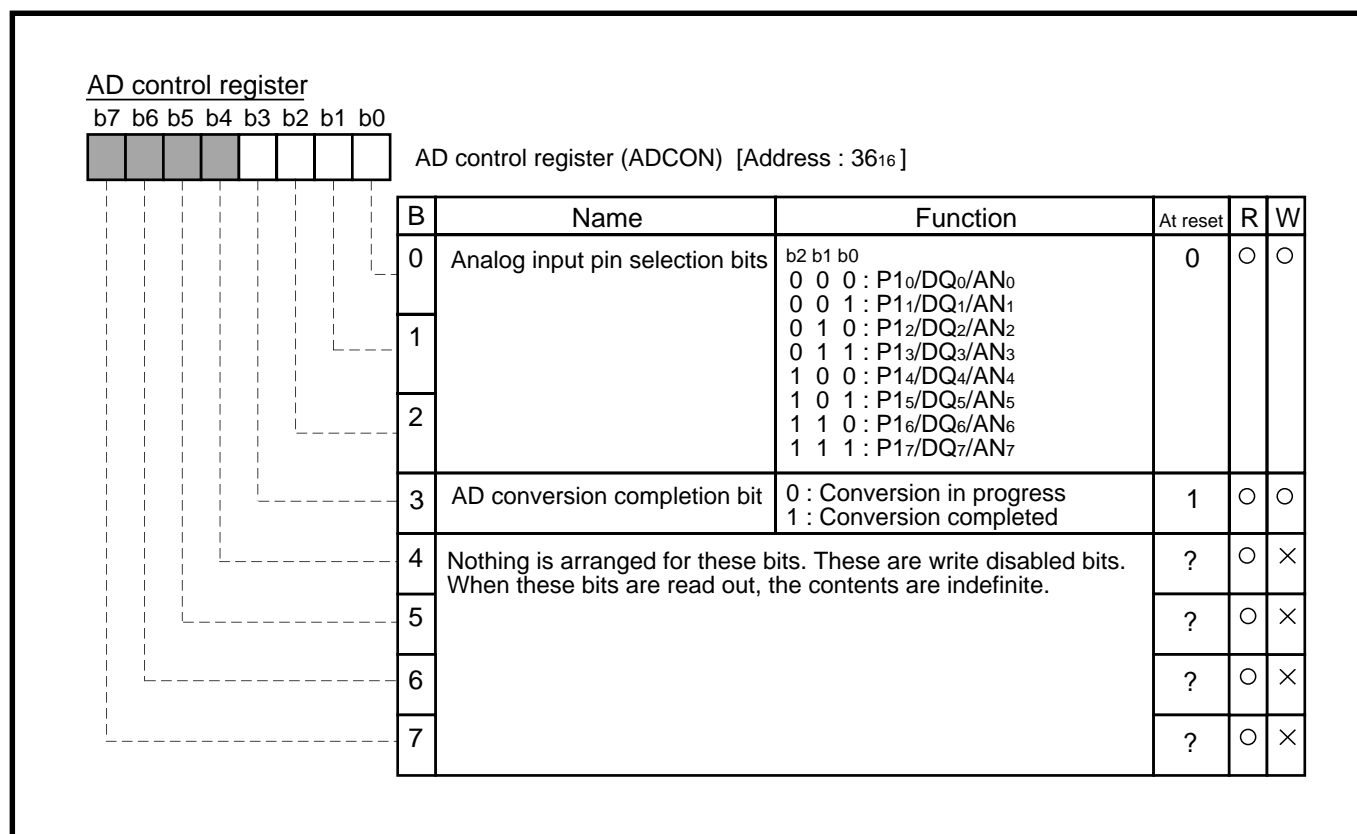 AD control register
b7 b6 b5 b4 b3 b2 b1 b0
AD control register (ADCON) [Address : 36₁₆ ]
B Name Function At reset R W
0 Analog input pin selection bits b2 b1 b0 0 ○ ○
0 0 0 : P1₀/DQ₀/AN₀
0 0 1 : P1₁/DQ₁/AN₁
0 1 0 : P1₂/DQ₂/AN₂
1
0 1 1 : P1₃/DQ₃/AN₃
1 0 0 : P1₄/DQ₄/AN₄
1 0 1 : P1₅/DQ₅/AN₅
2
1 1 0 : P1₆/DQ₆/AN₆
1 1 1 : P1₇/DQ₇/AN₇
3 AD conversion completion bit 0 : Conversion in progress 1 ○ ○
1 : Conversion completed
4 Nothing is arranged for these bits. These are write disabled bits. ? ○ ×
When these bits are read out, the contents are indefinite.
5 ? ○ ×
6 ? ○ ×
7 ? ○ ×